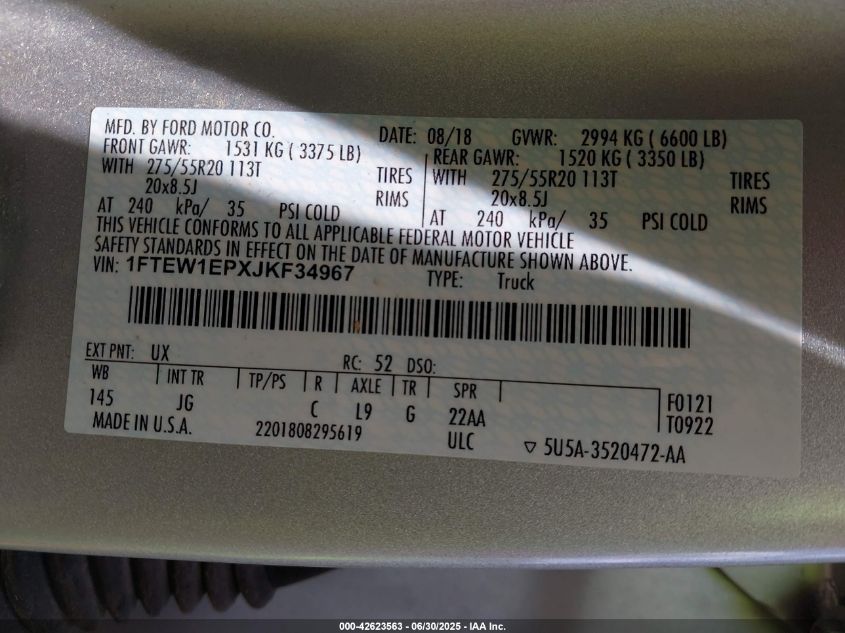 MFD. BY FORD MOTOR CO. DATE: 08/18 GVWR: 2994 KG ( 6600 LB)
FRONT GAWR: 1531 KG ( 3375 LB) REAR GAWR: 1520 KG ( 3350 LB)
WITH 275/55R20 113T TIRES WITH 275/55R20 113T TIRES
20x8.5J RIMS 20x8.5J RIMS
AT 240 kPa/ 35 PSI COLD AT 240 kPa/ 35 PSI COLD
THIS VEHICLE CONFORMS TO ALL APPLICABLE FEDERAL MOTOR VEHICLE
SAFETY STANDARDS IN EFFECT ON THE DATE OF MANUFACTURE SHOWN ABOVE.
VIN: 1FTEW1EPXJKF34967 TYPE: Truck
EXT PNT: UX RC: 52 DSO:
WB INT TR TP/PS R AXLE TR SPR F0121
145 JG C L9 G 22AA T0922
MADE IN U.S.A. 2201808295619 ULC ▽ 5U5A-3520472-AA
000-42623563 - 06/30/2025 - IAA Inc.